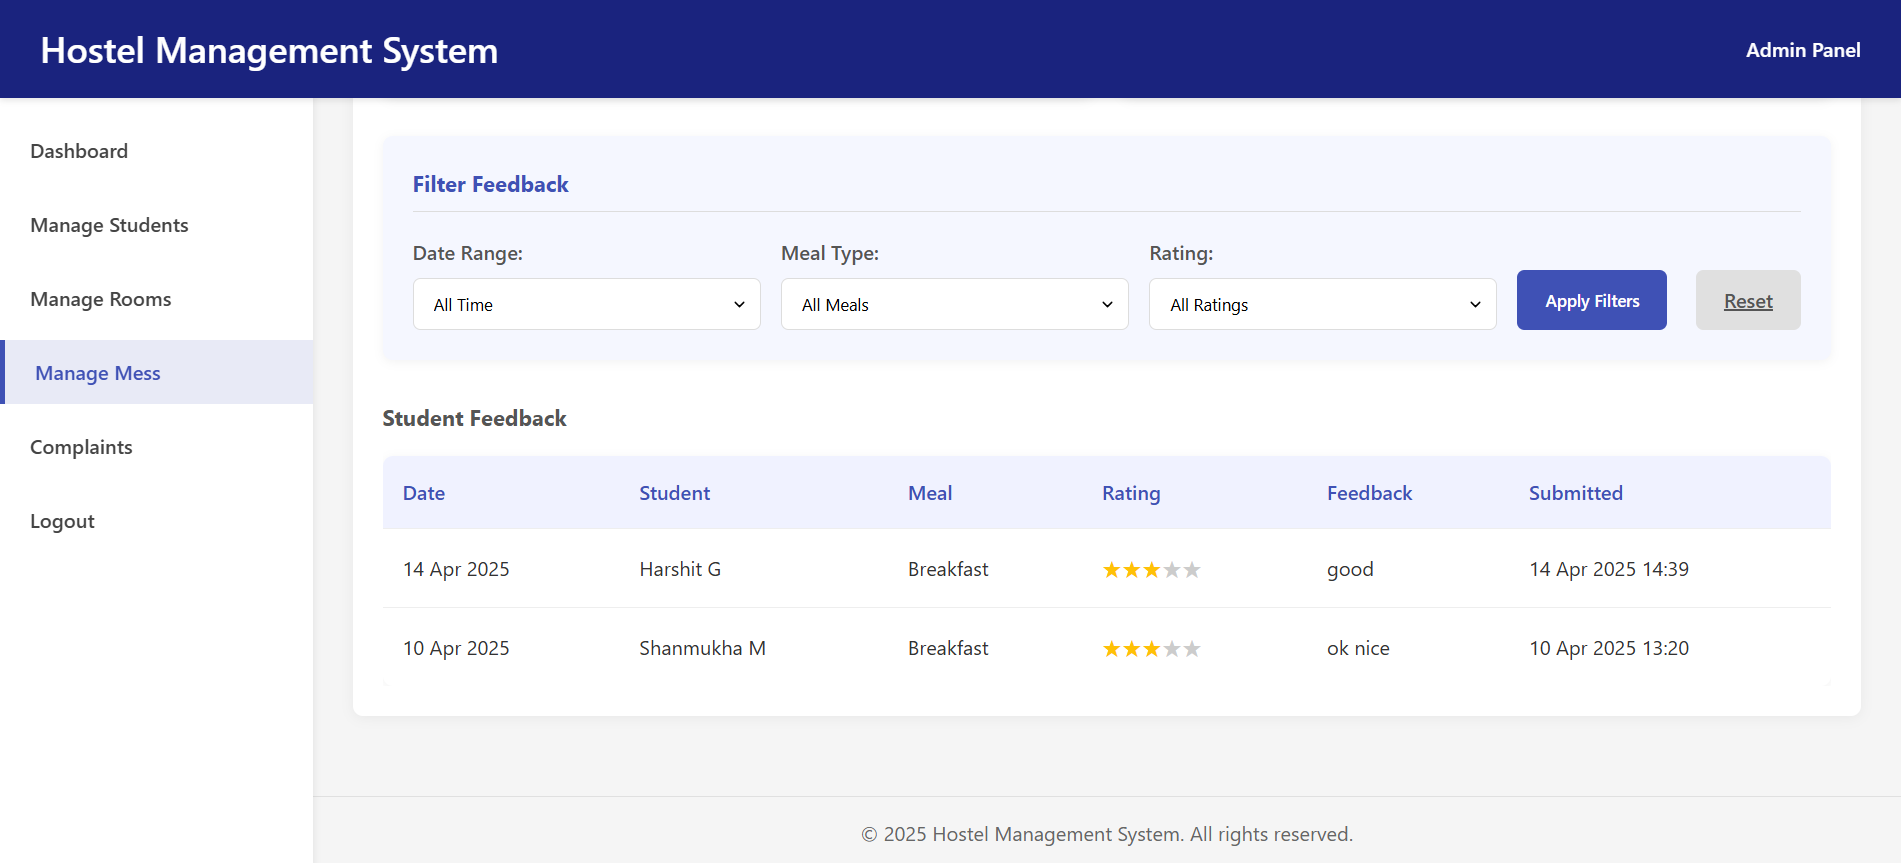 Hostel Management System
Admin Panel
Dashboard
Manage Students
Manage Rooms
Manage Mess
Complaints
Logout
Filter Feedback
Date Range: Meal Type: Rating:
All Time All Meals All Ratings Apply Filters Reset
Student Feedback
Date Student Meal Rating Feedback Submitted
14 Apr 2025 Harshit G Breakfast ★★★★★ good 14 Apr 2025 14:39
10 Apr 2025 Shanmukha M Breakfast ★★★★★ ok nice 10 Apr 2025 13:20
© 2025 Hostel Management System. All rights reserved.